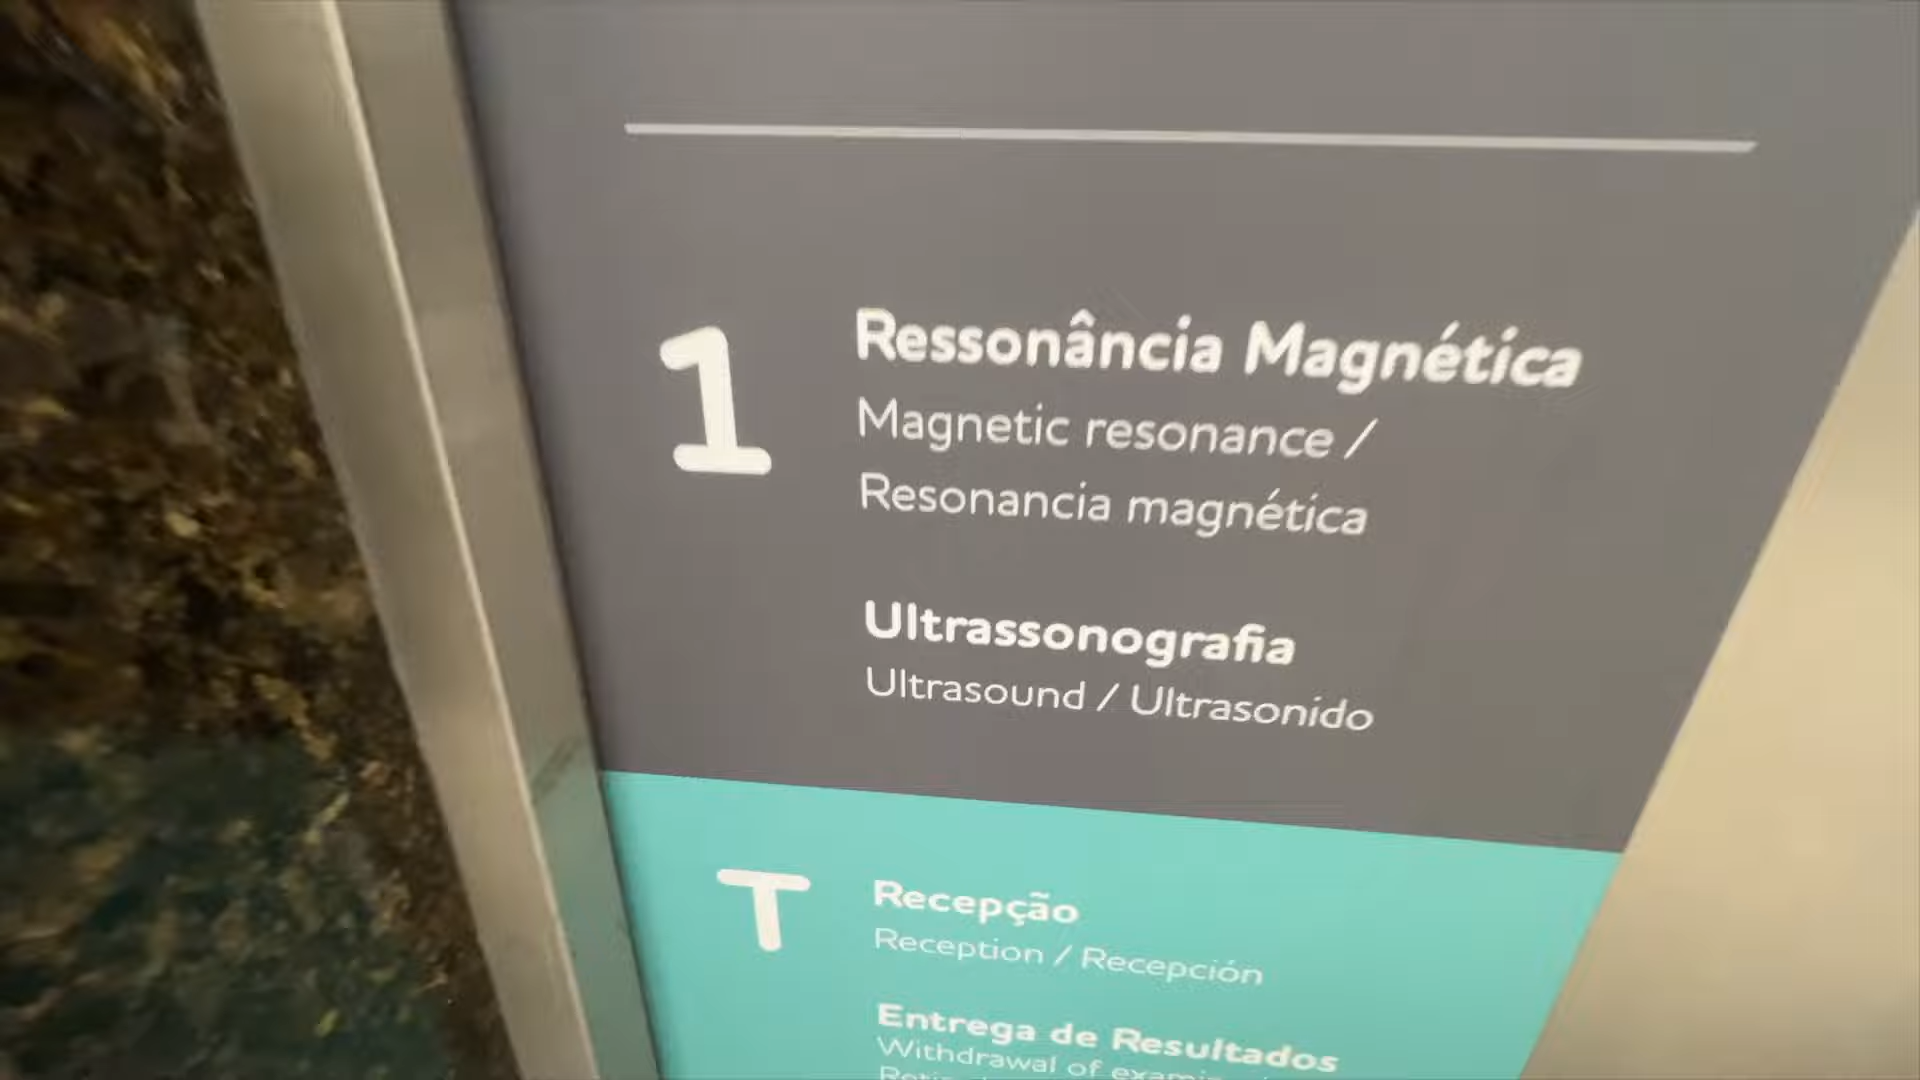 1
Ressonância Magnética
Magnetic resonance /
Resonancia magnética
Ultrassonografia
Ultrasound / Ultrasonido
T
Recepção
Reception / Recepción
Entrega de Resultados
Withdrawal of